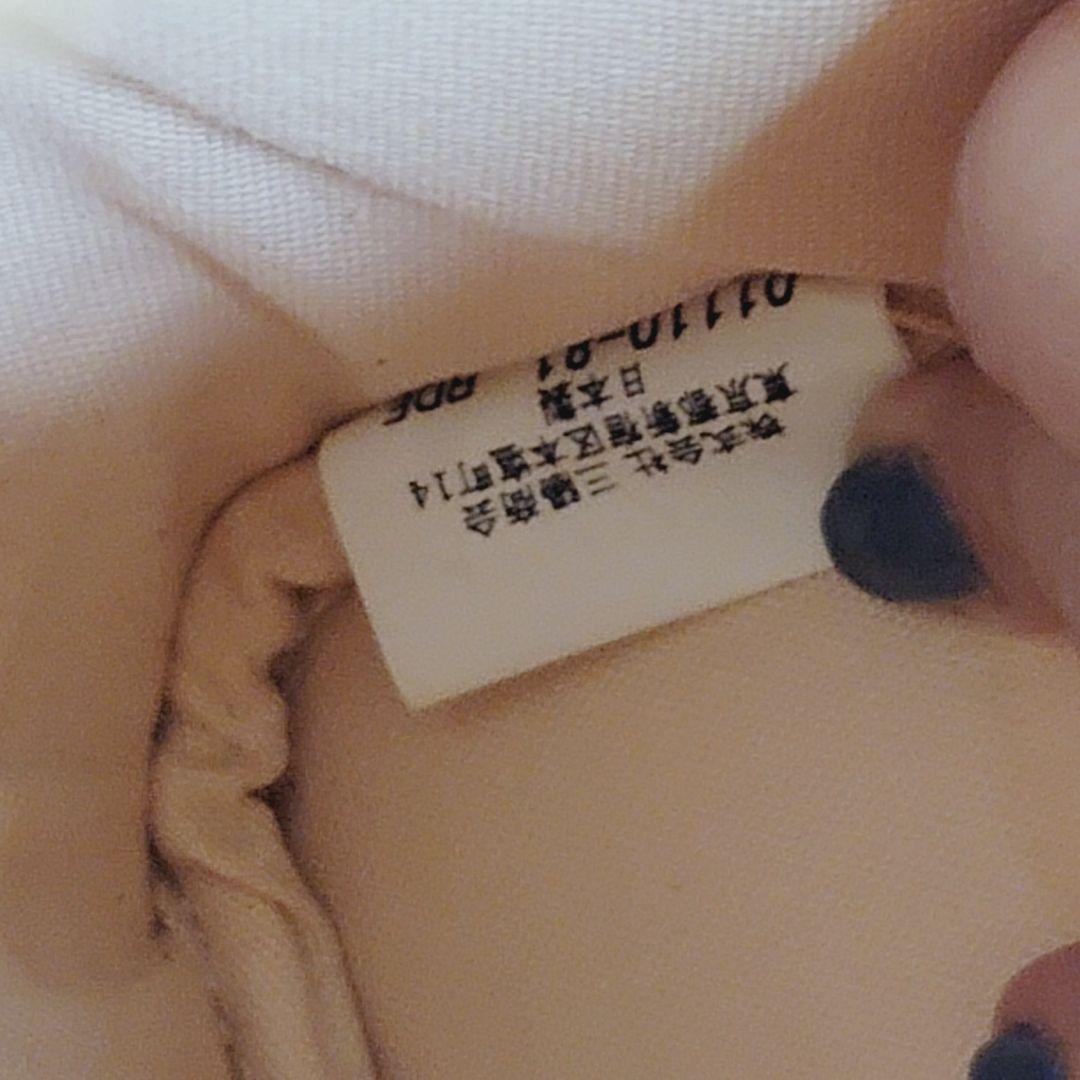 株式会社 三陽商会
東京都新宿区本塩町14
日本製